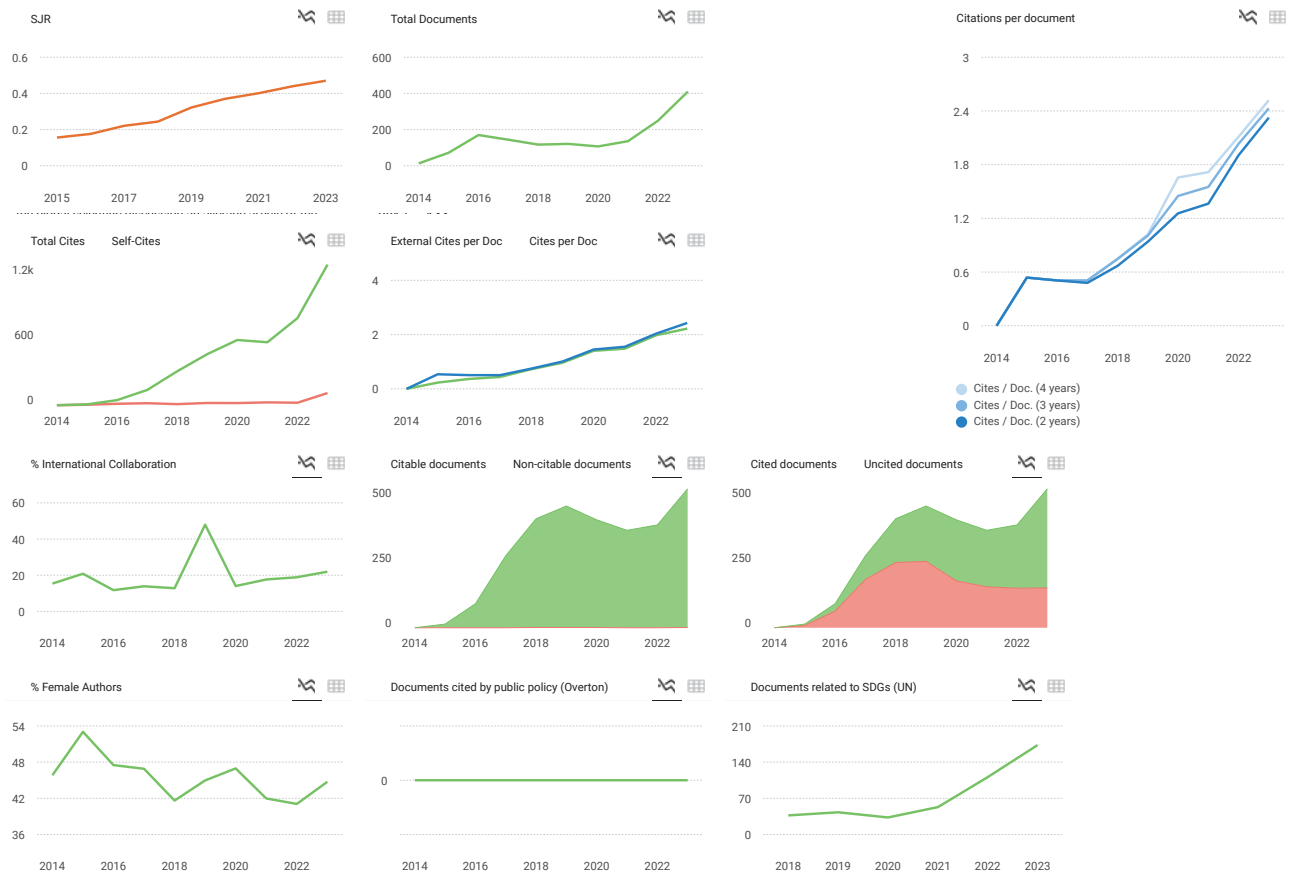 SJR
0.6
0.4
0.2
0
2015 2017 2019 2021 2023
Total Documents
600
400
200
0
2014 2016 2018 2020 2022
Citations per document
3
2.4
1.8
1.2
0.6
0
2014 2016 2018 2020 2022
Cites / Doc. (4 years)
Cites / Doc. (3 years)
Cites / Doc. (2 years)
Total Cites Self-Cites
1.2k
600
0
2014 2016 2018 2020 2022
External Cites per Doc Cites per Doc
4
2
0
2014 2016 2018 2020 2022
% International Collaboration
60
40
20
0
2014 2016 2018 2020 2022
Citable documents Non-citable documents
500
250
0
2014 2016 2018 2020 2022
Cited documents Uncited documents
500
250
0
2014 2016 2018 2020 2022
% Female Authors
54
48
42
36
2014 2016 2018 2020 2022
Documents cited by public policy (Overton)
0
2014 2016 2018 2020 2022
Documents related to SDGs (UN)
210
140
70
0
2018 2019 2020 2021 2022 2023